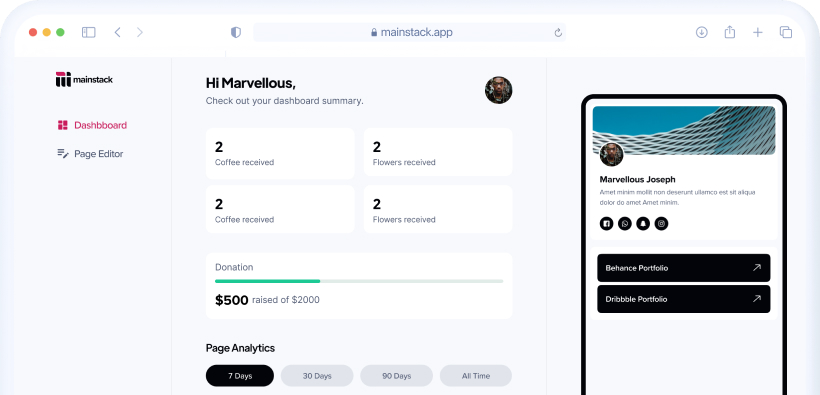 mainstack.app
mainstack
Dashbboard
Page Editor
Hi Marvellous,
Check out your dashboard summary.
2
Coffee received
2
Flowers received
2
Coffee received
2
Flowers received
Donation
$500 raised of $2000
Page Analytics
7 Days
30 Days
90 Days
All Time
Marvellous Joseph
Amet minim mollit non deserunt ullamco est sit aliqua
dolor do amet Amet minim.
Behance Portfolio
Dribbble Portfolio